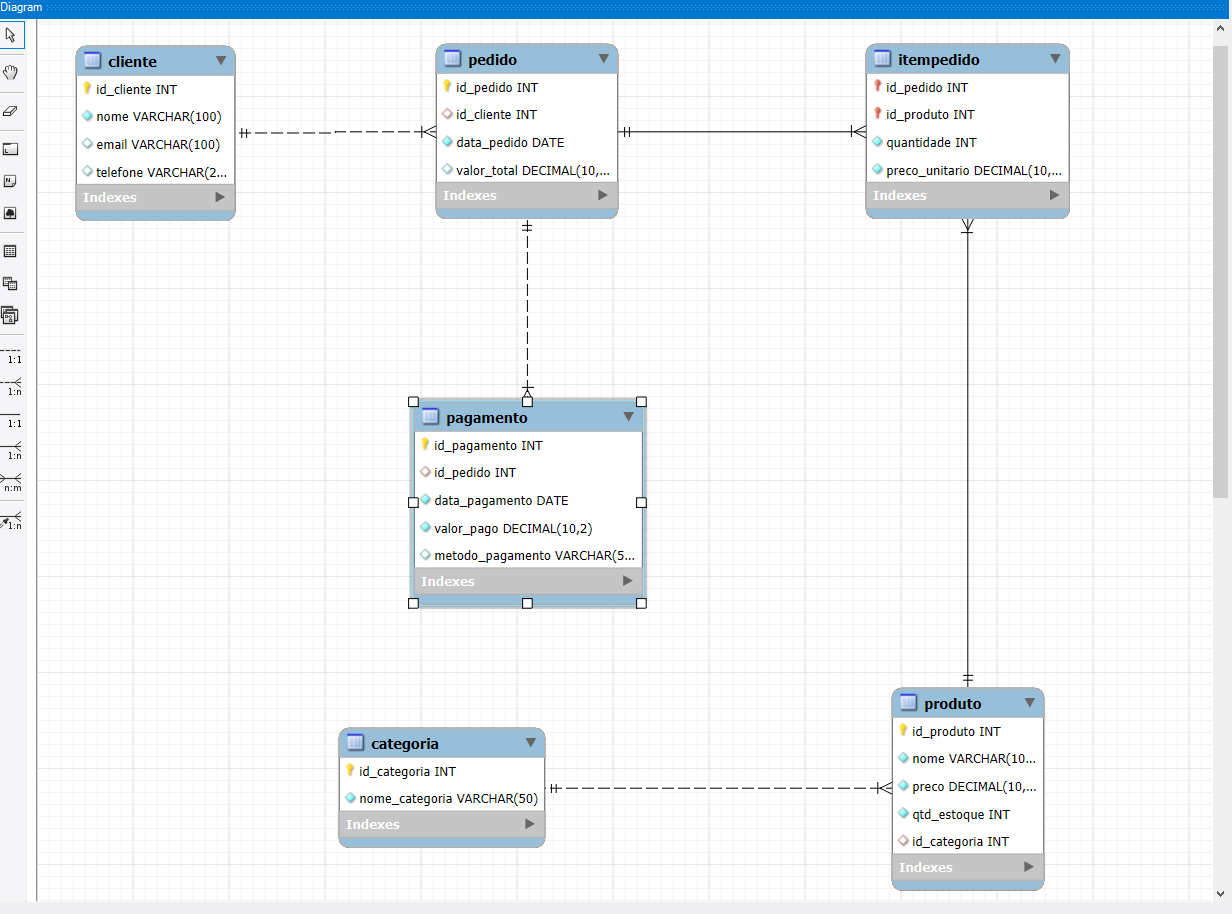 Diagram
cliente
id_cliente INT
nome VARCHAR(100)
email VARCHAR(100)
telefone VARCHAR(2...
Indexes
pedido
id_pedido INT
id_cliente INT
data_pedido DATE
valor_total DECIMAL(10,...
Indexes
itempedido
id_pedido INT
id_produto INT
quantidade INT
preco_unitario DECIMAL(10,...
Indexes
1:1
1:n
1:1
1:n
n:m
1:n
pagamento
id_pagamento INT
id_pedido INT
data_pagamento DATE
valor_pago DECIMAL(10,2)
metodo_pagamento VARCHAR(5...
Indexes
categoria
id_categoria INT
nome_categoria VARCHAR(50)
Indexes
produto
id_produto INT
nome VARCHAR(10...
preco DECIMAL(10,...
qtd_estoque INT
id_categoria INT
Indexes